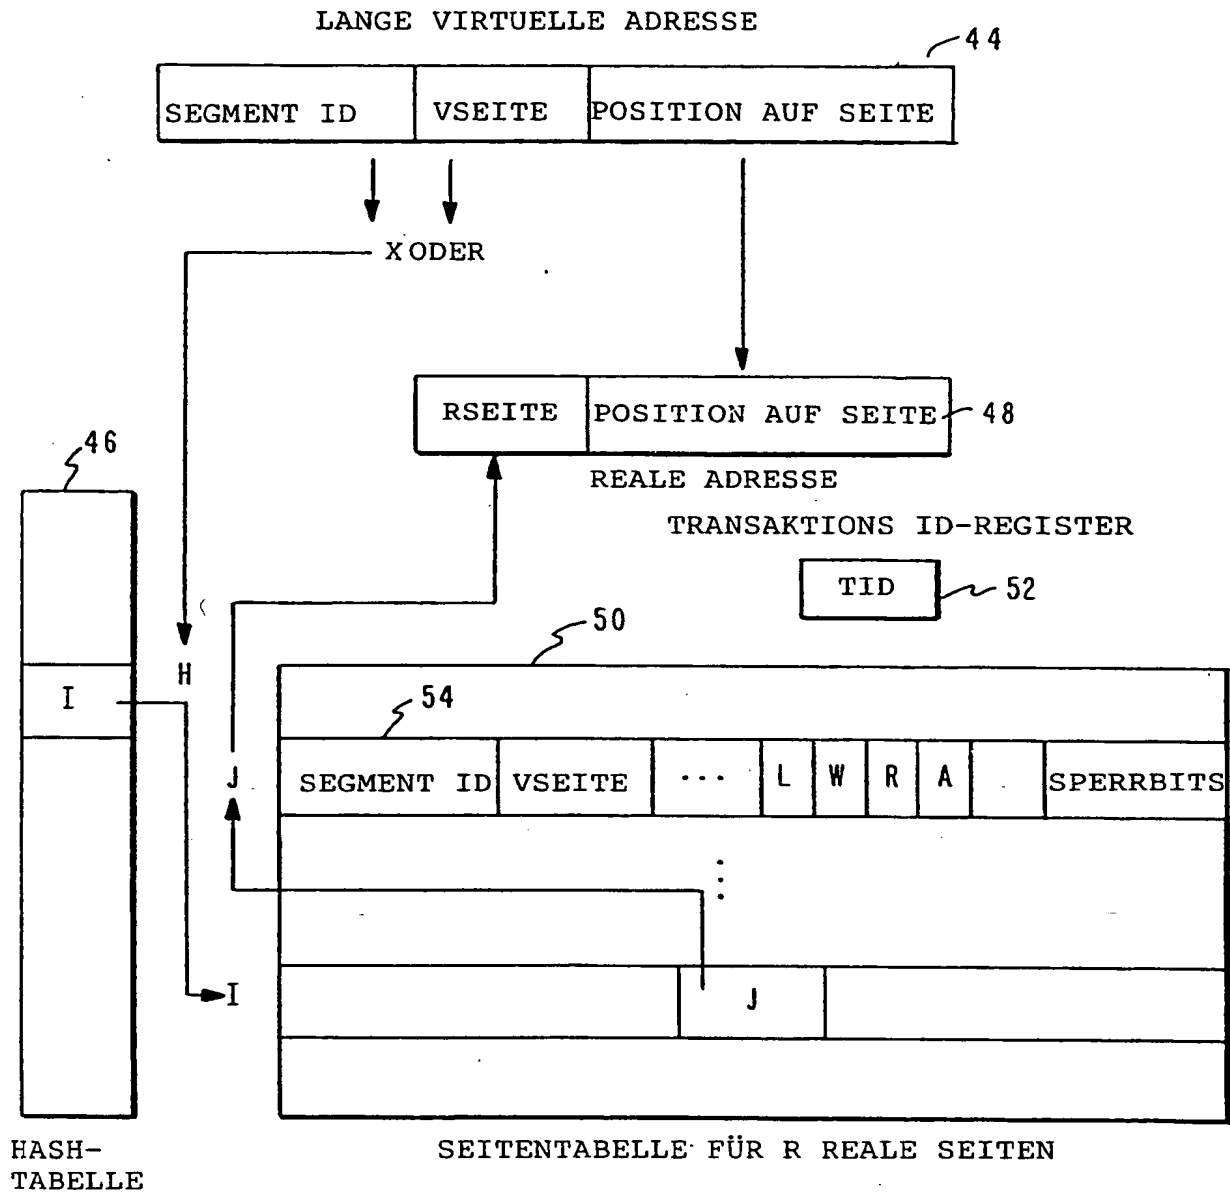 LANGE VIRTUELLE ADRESSE
44
SEGMENT ID VSEITE POSITION AUF SEITE
XODER
RSEITE POSITION AUF SEITE 48
46
REALE ADRESSE
TRANSAKTIONS ID-REGISTER
TID 52
50
H
I
54
J
SEGMENT ID VSEITE ... L W R A SPERRBITS
I
J
HASH-
TABELLE
SEITENTABELLE FÜR R REALE SEITEN